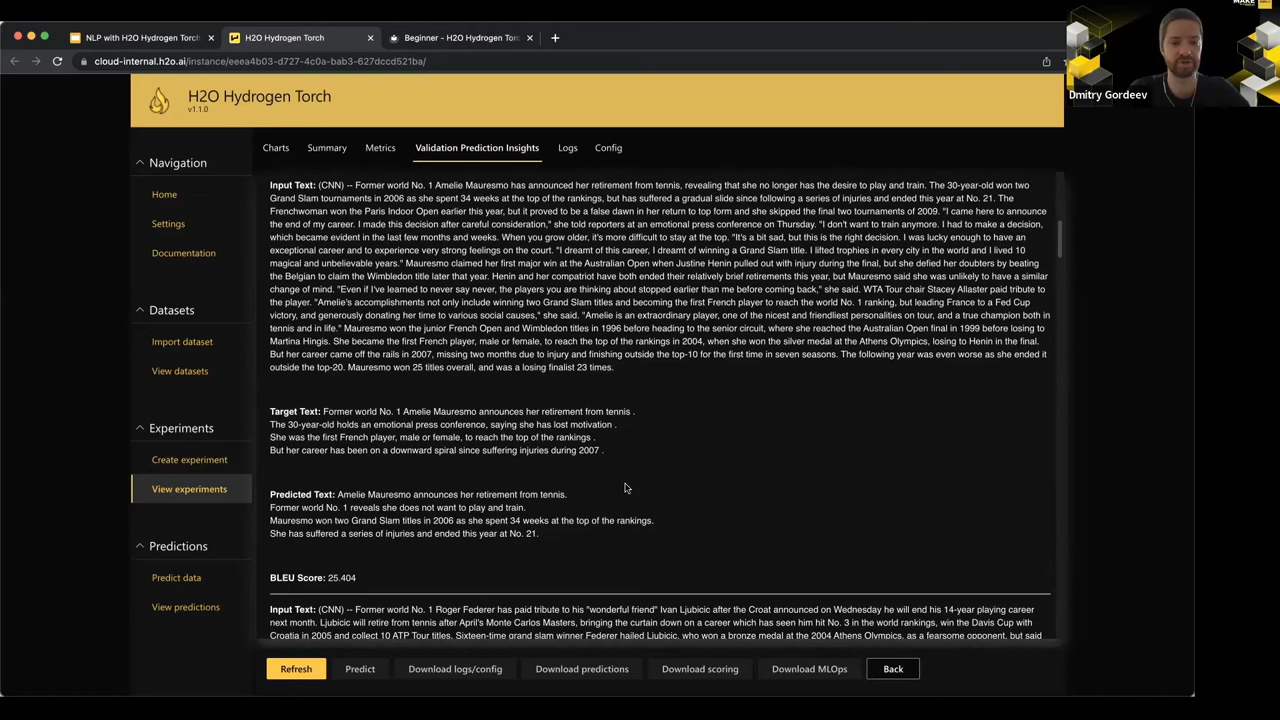 NLP with H2O Hydrogen Torch
H2O Hydrogen Torch
Beginner - H2O Hydrogen Torc
cloud-internal.h2o.ai/instance/eeea4b03-d727-4c0a-bab3-627dccd521ba/
Dmitry Gordeev
H2O Hydrogen Torch
v1.1.0
Navigation
Home
Settings
Documentation
Datasets
Import dataset
View datasets
Experiments
Create experiment
View experiments
Predictions
Predict data
View predictions
Charts
Summary
Metrics
Validation Prediction Insights
Logs
Config
Input Text: (CNN) -- Former world No. 1 Amelie Mauresmo has announced her retirement from tennis, revealing that she no longer has the desire to play and train. The 30-year-old won two
Grand Slam tournaments in 2006 as she spent 34 weeks at the top of the rankings, but has suffered a gradual slide since following a series of injuries and ended this year at No. 21. The
Frenchwoman won the Paris Indoor Open earlier this year, but it proved to be a false dawn in her return to top form and she skipped the final two tournaments of 2009. "I came here to announce
the end of my career. I made this decision after careful consideration," she told reporters at an emotional press conference on Thursday. "I don't want to train anymore. I had to make a decision,
which became evident in the last few months and weeks. When you grow older, it's more difficult to stay at the top. "It's a bit sad, but this is the right decision. I was lucky enough to have an
exceptional career and to experience very strong feelings on the court. "I dreamt of this career, I dreamt of winning a Grand Slam title. I lifted trophies in every city in the world and I lived 10
magical and unbelievable years." Mauresmo claimed her first major win at the Australian Open when Justine Henin pulled out with injury during the final, but she defied her doubters by beating
the Belgian to claim the Wimbledon title later that year. Henin and her compatriot have both ended their relatively brief retirements this year, but Mauresmo said she was unlikely to have a similar
change of mind. "Even if I've learned to never say never, the players you are thinking about stopped earlier than me before coming back," she said. WTA Tour chair Stacey Allaster paid tribute to
the player. "Amelie's accomplishments not only include winning two Grand Slam titles and becoming the first French player to reach the world No. 1 ranking, but leading France to a Fed Cup
victory, and generously donating her time to various social causes," she said. "Amelie is an extraordinary player, one of the nicest and friendliest personalities on tour, and a true champion both in
tennis and in life." Mauresmo won the junior French Open and Wimbledon titles in 1996 before heading to the senior circuit, where she reached the Australian Open final in 1999 before losing to
Martina Hingis. She became the first French player, male or female, to reach the top of the rankings in 2004, when she won the silver medal at the Athens Olympics, losing to Henin in the final.
But her career came off the rails in 2007, missing two months due to injury and finishing outside the top-10 for the first time in seven seasons. The following year was even worse as she ended it
outside the top-20. Mauresmo won 25 titles overall, and was a losing finalist 23 times.
Target Text: Former world No. 1 Amelie Mauresmo announces her retirement from tennis .
The 30-year-old holds an emotional press conference, saying she has lost motivation .
She was the first French player, male or female, to reach the top of the rankings .
But her career has been on a downward spiral since suffering injuries during 2007 .
Predicted Text: Amelie Mauresmo announces her retirement from tennis.
Former world No. 1 reveals she does not want to play and train.
Mauresmo won two Grand Slam titles in 2006 as she spent 34 weeks at the top of the rankings.
She has suffered a series of injuries and ended this year at No. 21.
BLEU Score: 25.404
Input Text: (CNN) -- Former world No. 1 Roger Federer has paid tribute to his "wonderful friend" Ivan Ljubicic after the Croat announced on Wednesday he will end his 14-year playing career
next month. Ljubicic will retire from tennis after April's Monte Carlo Masters, bringing the curtain down on a career which has seen him hit No. 3 in the world rankings, win the Davis Cup with
Croatia in 2005 and collect 10 ATP Tour titles. Sixteen-time grand slam winner Federer hailed Ljubicic, who won a bronze medal at the 2004 Athens Olympics, as a fearsome opponent, but said
Refresh
Predict
Download logs/config
Download predictions
Download scoring
Download MLOps
Back